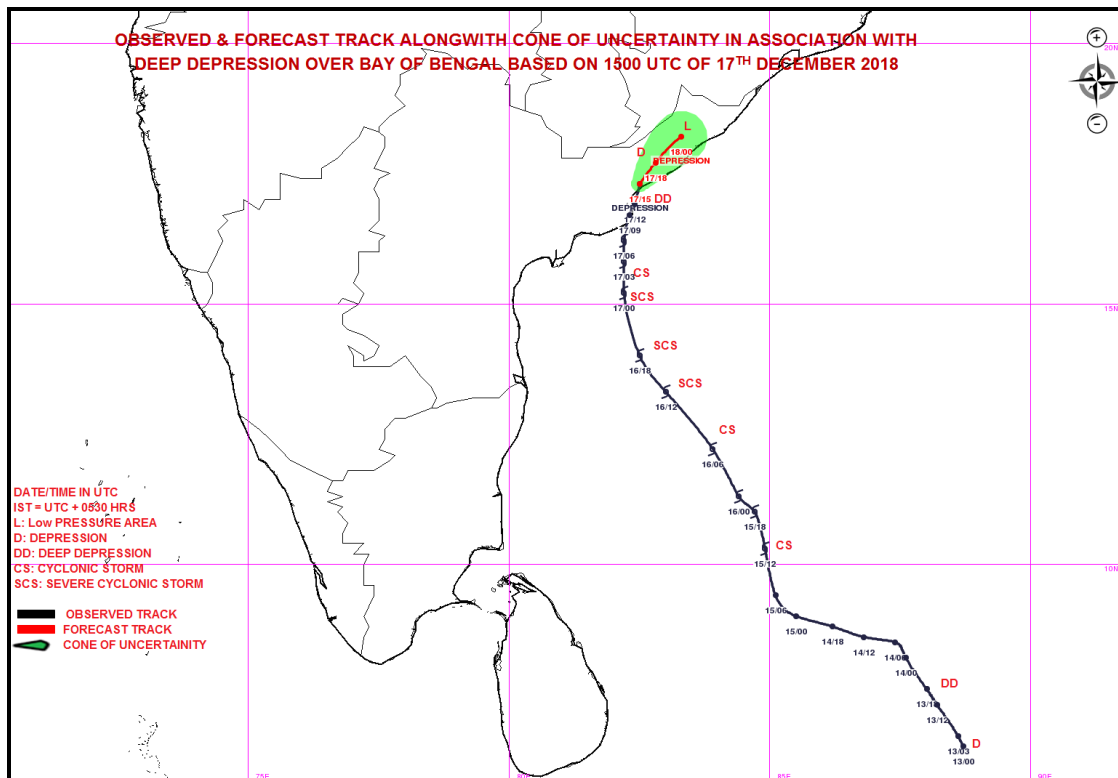 OBSERVED & FORECAST TRACK ALONGWITH CONE OF UNCERTAINTY IN ASSOCIATION WITH
DEEP DEPRESSION OVER BAY OF BENGAL BASED ON 1500 UTC OF 17TH DECEMBER 2018
+
20N
−
L
D
18/00
DEPRESSION
17/18
17/15 DD
DEPRESSION
17/12
17/09
17/06
CS
17/03
SCS
17/00
15N
SCS
16/18
SCS
16/12
CS
16/06
16/00
15/18
CS
15/12
10N
15/06
15/00
14/18
14/12
14/06
14/00
DD
13/18
13/12
D
13/03
13/00
DATE/TIME IN UTC
IST = UTC + 0530 HRS
L: Low PRESSURE AREA
D: DEPRESSION
DD: DEEP DEPRESSION
CS: CYCLONIC STORM
SCS: SEVERE CYCLONIC STORM
OBSERVED TRACK
FORECAST TRACK
CONE OF UNCERTAINITY
75E
80E
85E
90E